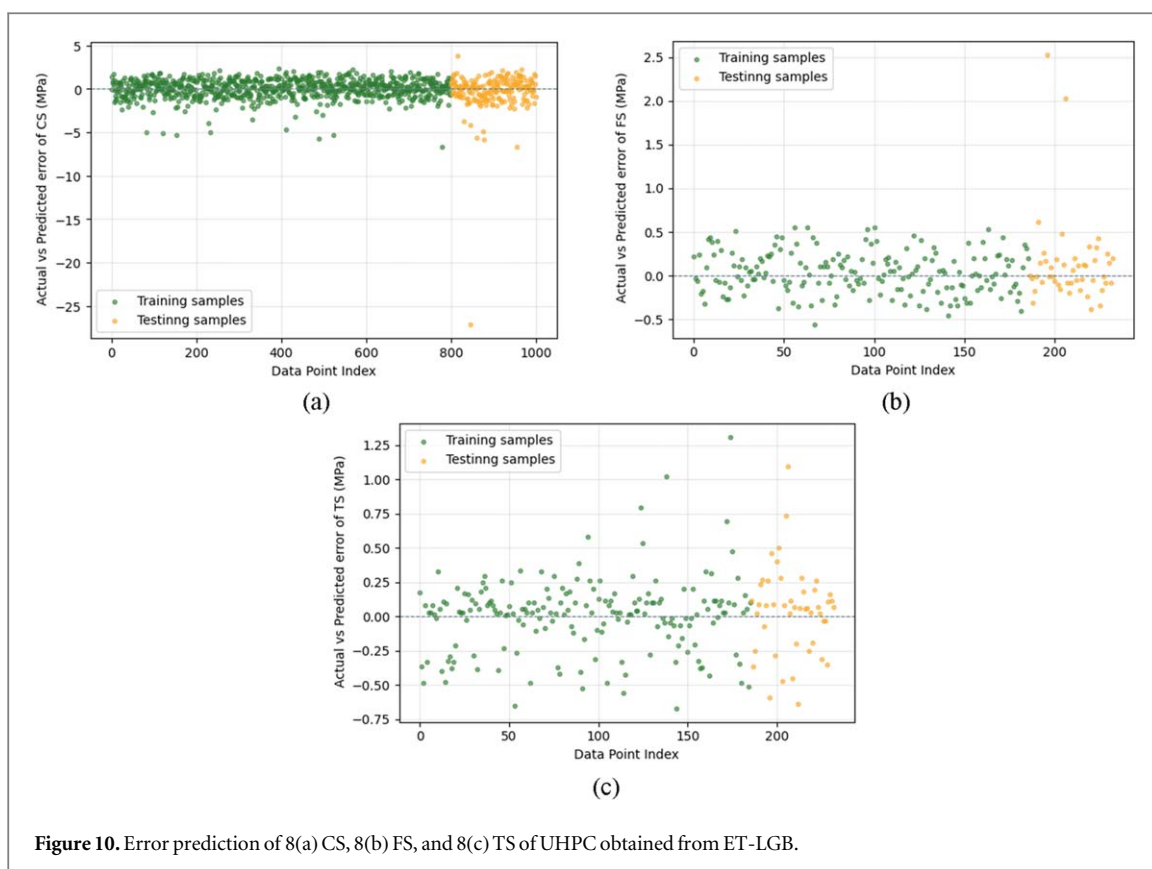 5
0
−5
−10
−15
−20
−25
Actual vs Predicted error of CS (MPa)
Training samples
Testinng samples
0 200 400 600 800 1000
Data Point Index
(a)
2.5
2.0
1.5
1.0
0.5
0.0
−0.5
Actual vs Predicted error of FS (MPa)
Training samples
Testinng samples
0 50 100 150 200
Data Point Index
(b)
1.25
1.00
0.75
0.50
0.25
0.00
−0.25
−0.50
−0.75
Actual vs Predicted error of TS (MPa)
Training samples
Testinng samples
0 50 100 150 200
Data Point Index
(c)
Figure 10. Error prediction of 8(a) CS, 8(b) FS, and 8(c) TS of UHPC obtained from ET-LGB.